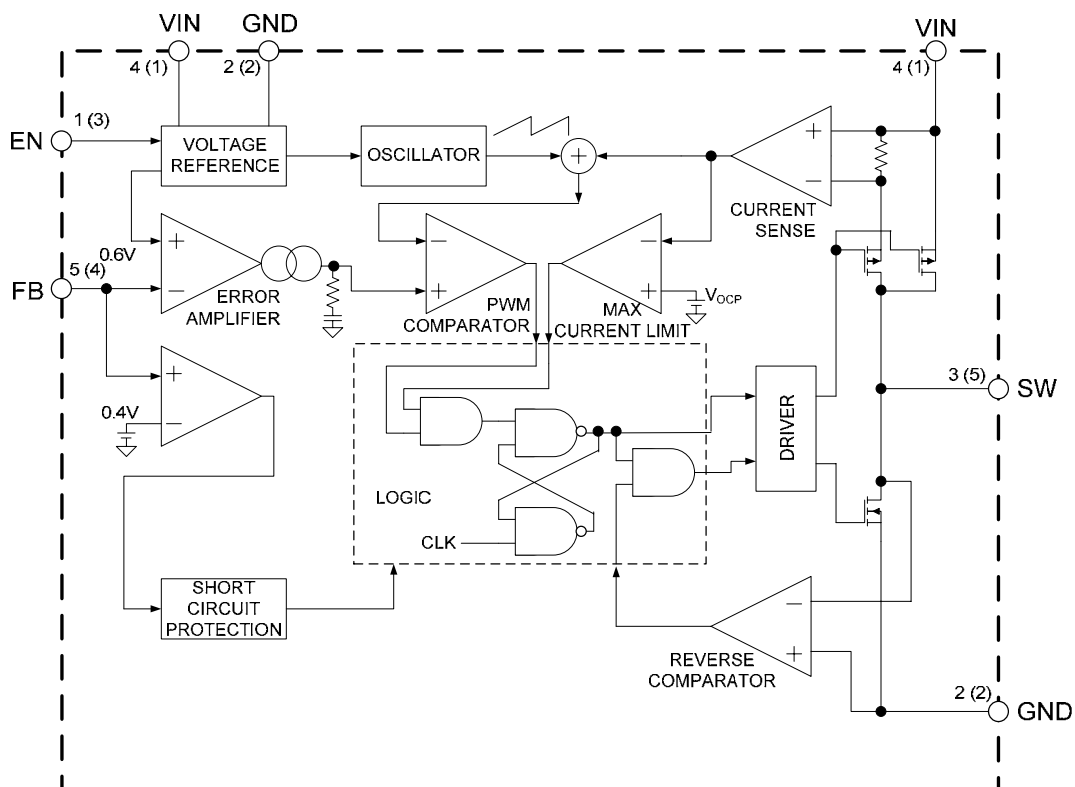 VIN
GND
VIN
4 (1)
2 (2)
4 (1)
EN
1 (3)
VOLTAGE
REFERENCE
OSCILLATOR
+
+
−
CURRENT
SENSE
FB
5 (4)
0.6V
+
−
ERROR
AMPLIFIER
−
+
PWM
COMPARATOR
−
+
MAX
CURRENT LIMIT
VOCP
+
−
0.4V
LOGIC
CLK
DRIVER
3 (5)
SW
SHORT
CIRCUIT
PROTECTION
−
+
REVERSE
COMPARATOR
2 (2)
GND